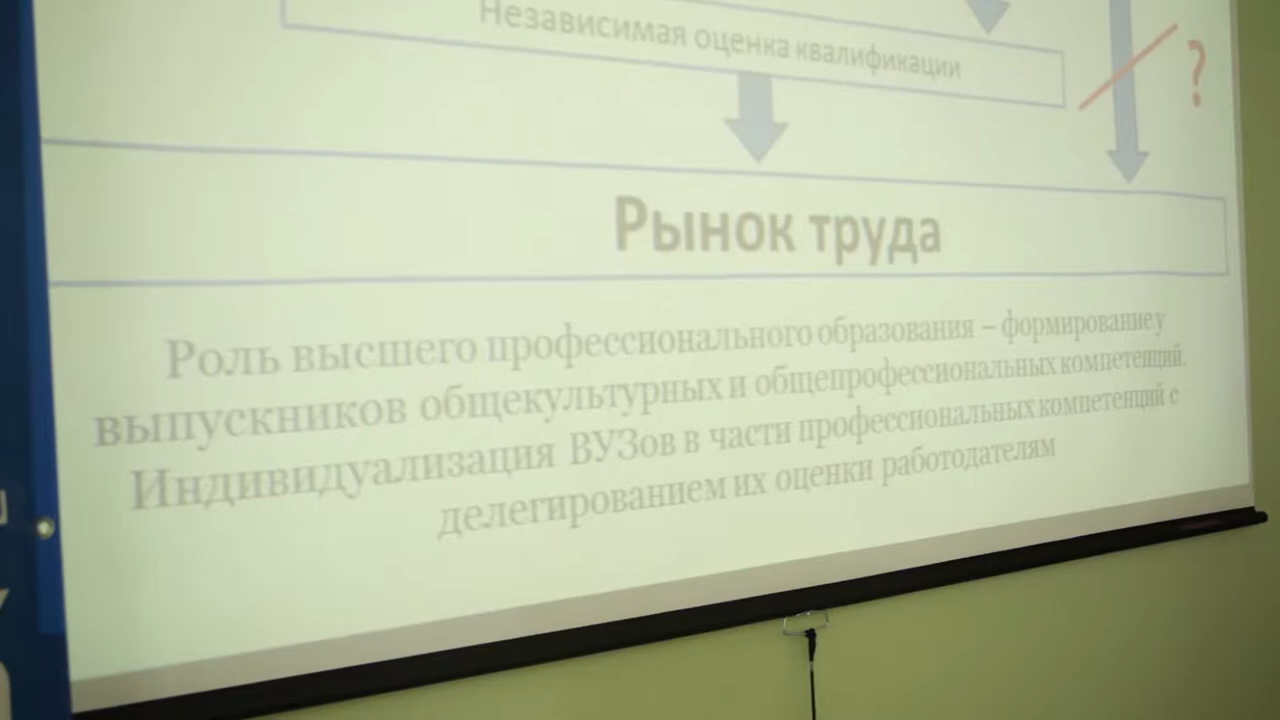 Независимая оценка квалификации
?
Рынок труда
Роль высшего профессионального образования – формирование у
выпускников общекультурных и общепрофессиональных компетенций.
Индивидуализация ВУЗов в части профессиональных компетенций с
делегированием их оценки работодателям